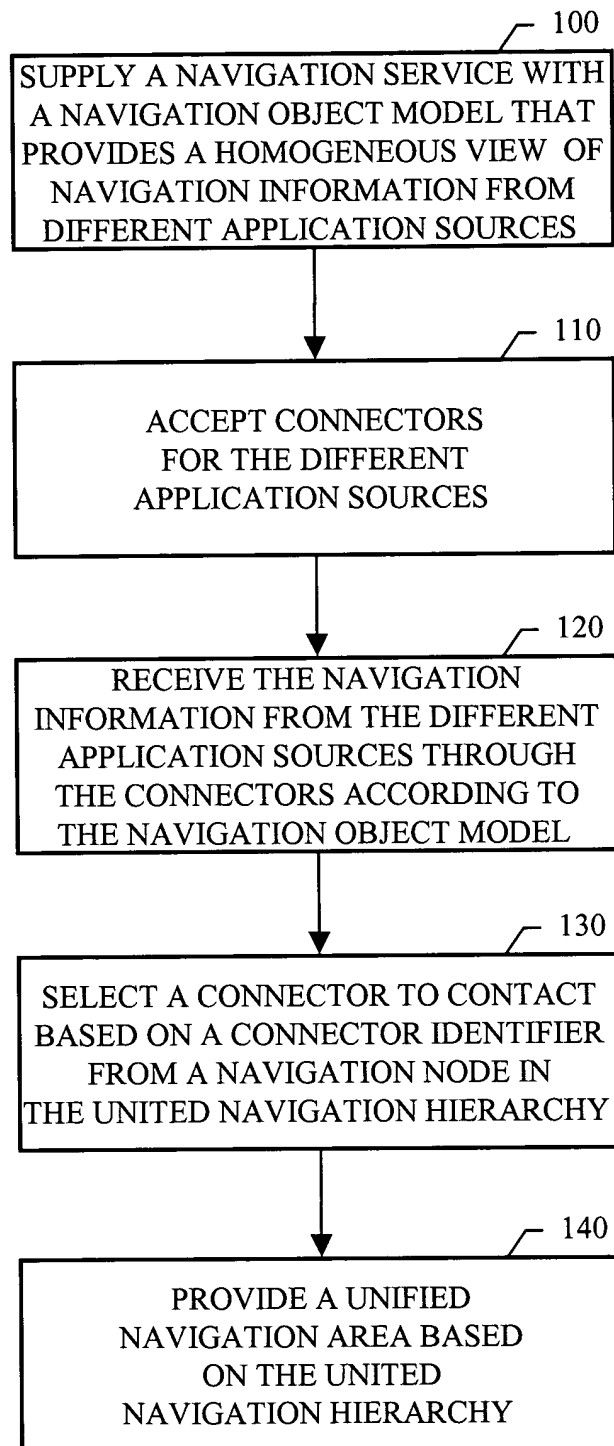 100
SUPPLY A NAVIGATION SERVICE WITH
A NAVIGATION OBJECT MODEL THAT
PROVIDES A HOMOGENEOUS VIEW OF
NAVIGATION INFORMATION FROM
DIFFERENT APPLICATION SOURCES
110
ACCEPT CONNECTORS
FOR THE DIFFERENT
APPLICATION SOURCES
120
RECEIVE THE NAVIGATION
INFORMATION FROM THE DIFFERENT
APPLICATION SOURCES THROUGH
THE CONNECTORS ACCORDING TO
THE NAVIGATION OBJECT MODEL
130
SELECT A CONNECTOR TO CONTACT
BASED ON A CONNECTOR IDENTIFIER
FROM A NAVIGATION NODE IN
THE UNITED NAVIGATION HIERARCHY
140
PROVIDE A UNIFIED
NAVIGATION AREA BASED
ON THE UNITED
NAVIGATION HIERARCHY